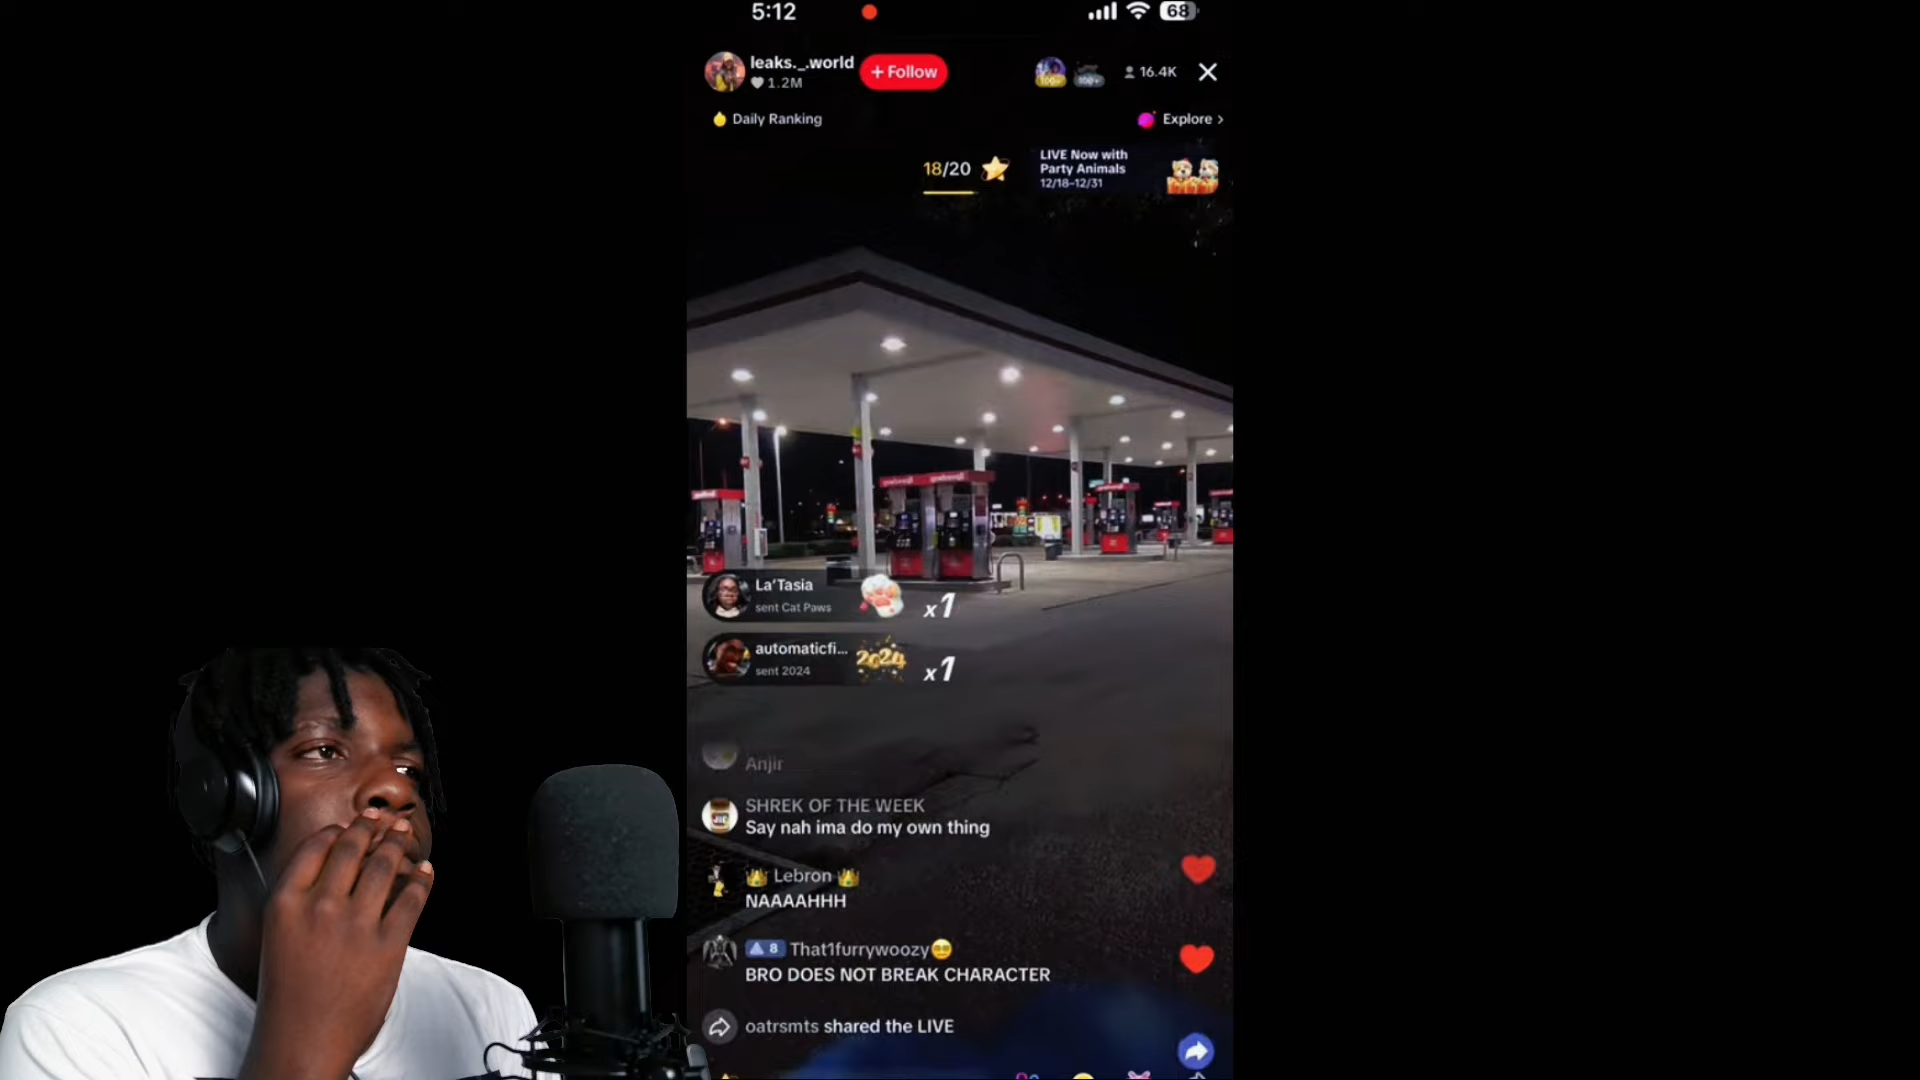 5:12
68
leaks._.world
+ Follow
1.2M
16.4K
Daily Ranking
Explore >
18/20
LIVE Now with
Party Animals
12/18-12/31
La'Tasia
sent Cat Paws
x1
automaticfi...
sent 2024
2024
x1
Anjir
SHREK OF THE WEEK
Say nah ima do my own thing
Lebron
NAAAAHHH
8 That1furrywoozy
BRO DOES NOT BREAK CHARACTER
oatrsmts shared the LIVE